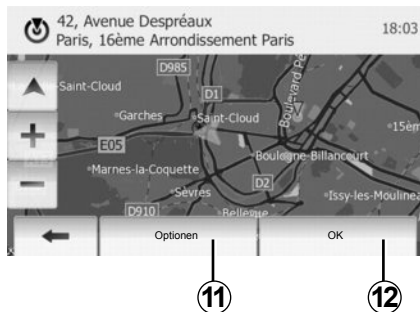 42, Avenue Despréaux
18:03
Paris, 16ème Arrondissement Paris
D985
Saint-Cloud
D1
Boulevard Périp
Garches
Saint-Cloud
15èm
E05
Boulogne-Billancourt
Marnes-la-Coquette
D2
Sèvres
Issy-les-Moulinea
D910
Bellevue
Optionen
OK
11
12